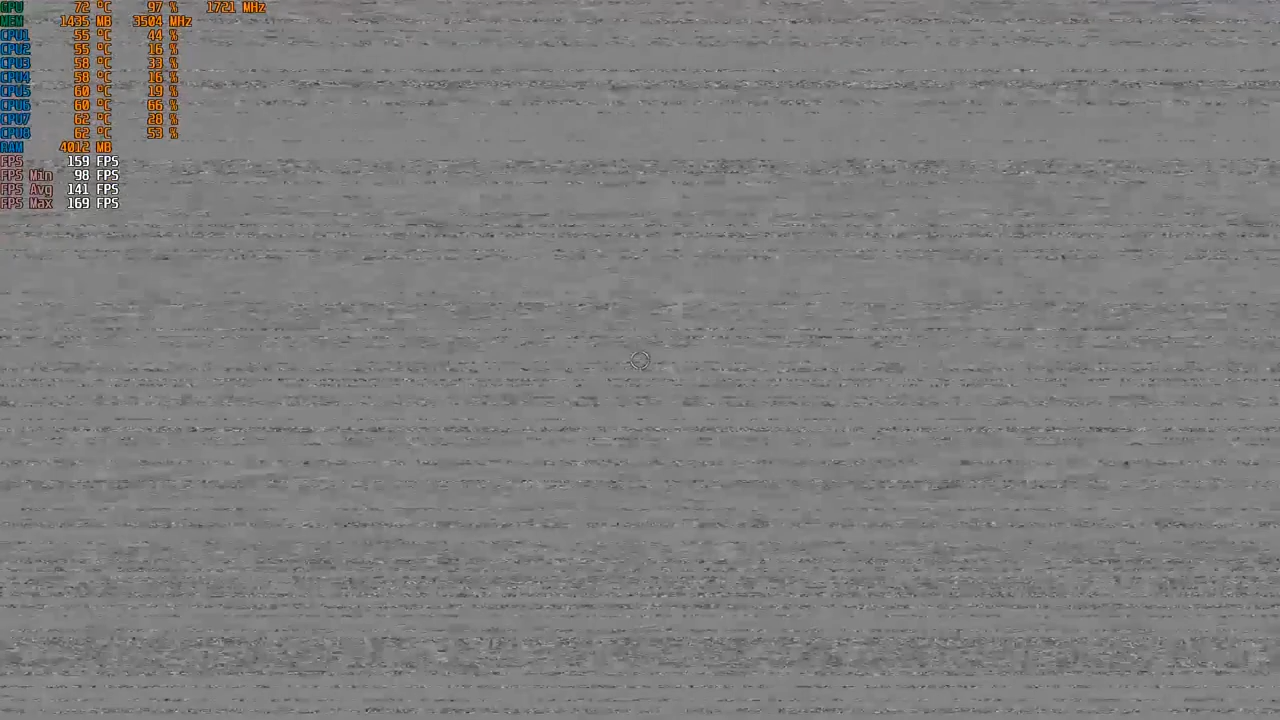 GPU 72 °C 97 % 1721 MHz
MEM 1435 MB 3504 MHz
CPU1 55 °C 44 %
CPU2 55 °C 16 %
CPU3 58 °C 33 %
CPU4 58 °C 16 %
CPU5 60 °C 19 %
CPU6 60 °C 66 %
CPU7 62 °C 28 %
CPU8 62 °C 53 %
RAM 4012 MB
FPS 159 FPS
FPS Min 98 FPS
FPS Avg 141 FPS
FPS Max 169 FPS